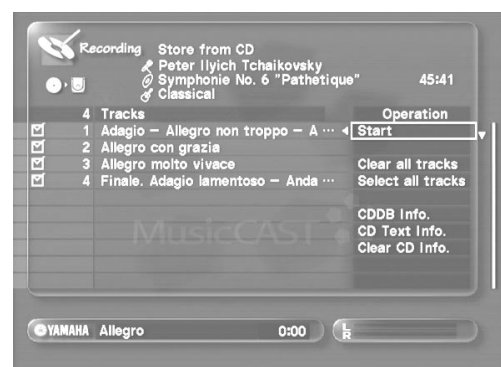 Recording Store from CD
Peter Ilyich Tchaikovsky
Symphonie No. 6 "Pathetique" 45:41
Classical
4 Tracks Operation
1 Adagio – Allegro non troppo – A ··· Start
2 Allegro con grazia
3 Allegro molto vivace Clear all tracks
4 Finale. Adagio lamentoso – Anda ··· Select all tracks
CDDB Info.
MusicCAST CD Text Info.
Clear CD Info.
YAMAHA Allegro 0:00 L
R